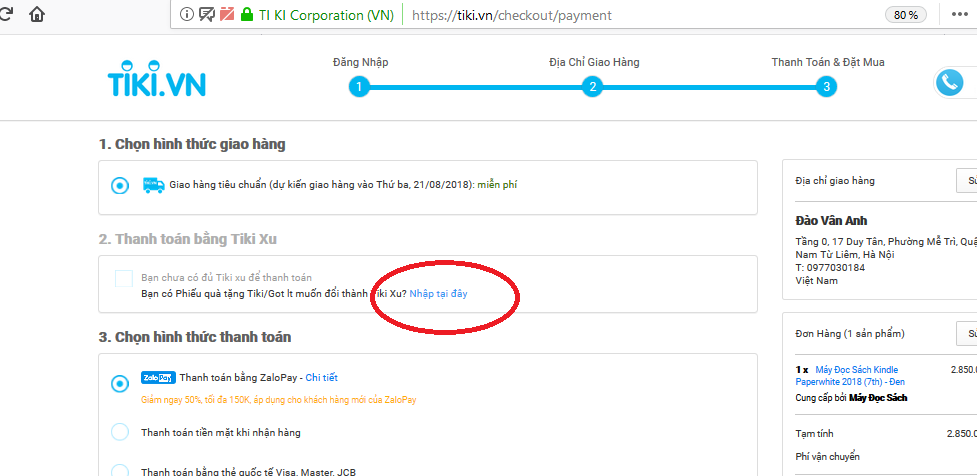 TI KI Corporation (VN)
https://tiki.vn/checkout/payment
80 %
TIKI.VN
Đăng Nhập
Địa Chỉ Giao Hàng
Thanh Toán & Đặt Mua
1
2
3
1. Chọn hình thức giao hàng
Giao hàng tiêu chuẩn (dự kiến giao hàng vào Thứ ba, 21/08/2018): miễn phí
2. Thanh toán bằng Tiki Xu
Bạn chưa có đủ Tiki xu để thanh toán
Bạn có Phiếu quà tặng Tiki/Got It muốn đổi thành Tiki Xu? Nhập tại đây
3. Chọn hình thức thanh toán
Zalo Pay Thanh toán bằng ZaloPay - Chi tiết
Giảm ngay 50%, tối đa 150K, áp dụng cho khách hàng mới của ZaloPay
Thanh toán tiền mặt khi nhận hàng
Thanh toán bằng thẻ quốc tế Visa, Master, JCB
Địa chỉ giao hàng
Đào Vân Anh
Tầng 0, 17 Duy Tân, Phường Mễ Trì, Quậ
Nam Từ Liêm, Hà Nội
T: 0977030184
Việt Nam
Đơn Hàng (1 sản phẩm)
1 x Máy Đọc Sách Kindle 2.850.0
Paperwhite 2018 (7th) - Đen
Cung cấp bởi Máy Đọc Sách
Tạm tính 2.850.0
Phí vận chuyển